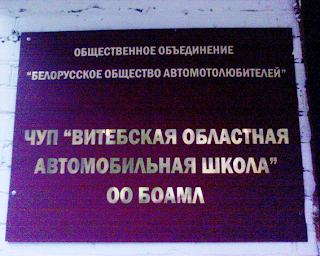 ОБЩЕСТВЕННОЕ ОБЪЕДИНЕНИЕ
"БЕЛОРУССКОЕ ОБЩЕСТВО АВТОМОТОЛЮБИТЕЛЕЙ"
ЧУП "ВИТЕБСКАЯ ОБЛАСТНАЯ
АВТОМОБИЛЬНАЯ ШКОЛА"
ОО БОАМЛ